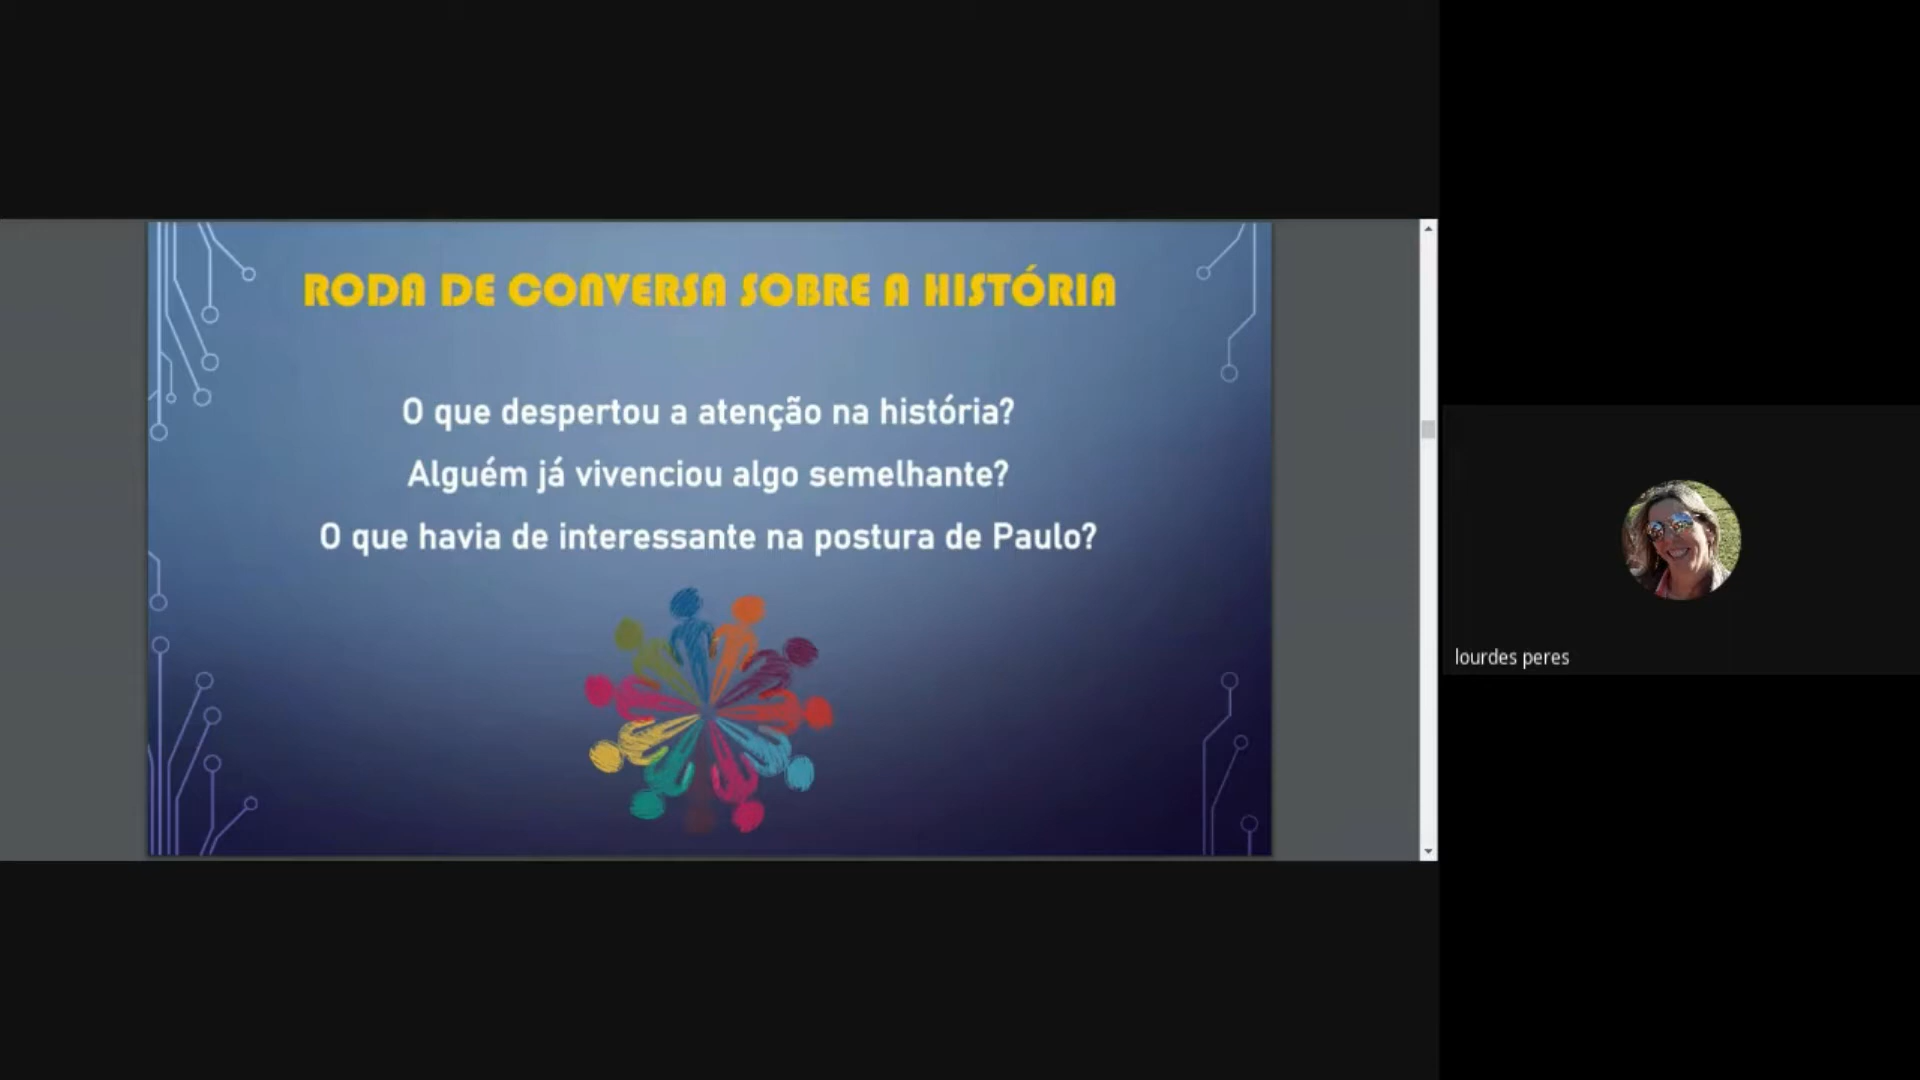 RODA DE CONVERSA SOBRE A HISTÓRIA
O que despertou a atenção na história?
Alguém já vivenciou algo semelhante?
O que havia de interessante na postura de Paulo?
lourdes peres